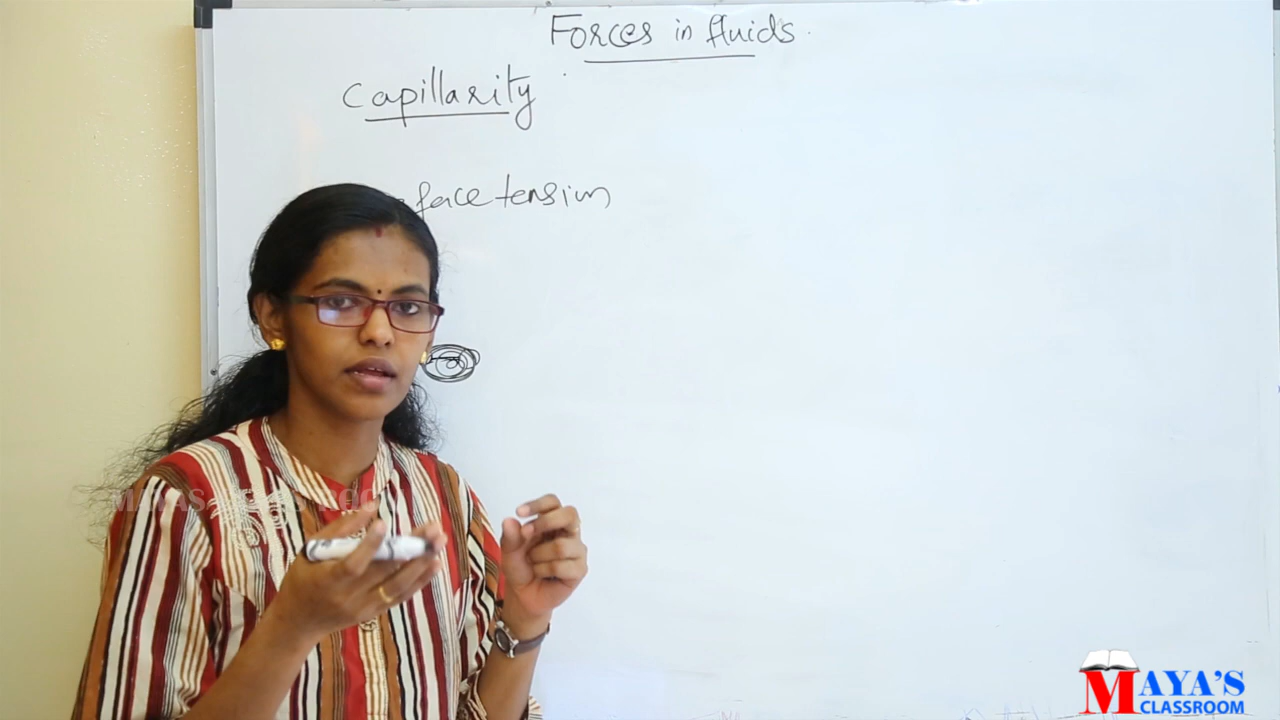 Forces in fluids
Capillarity
face tension
MAYA'S
CLASSROOM